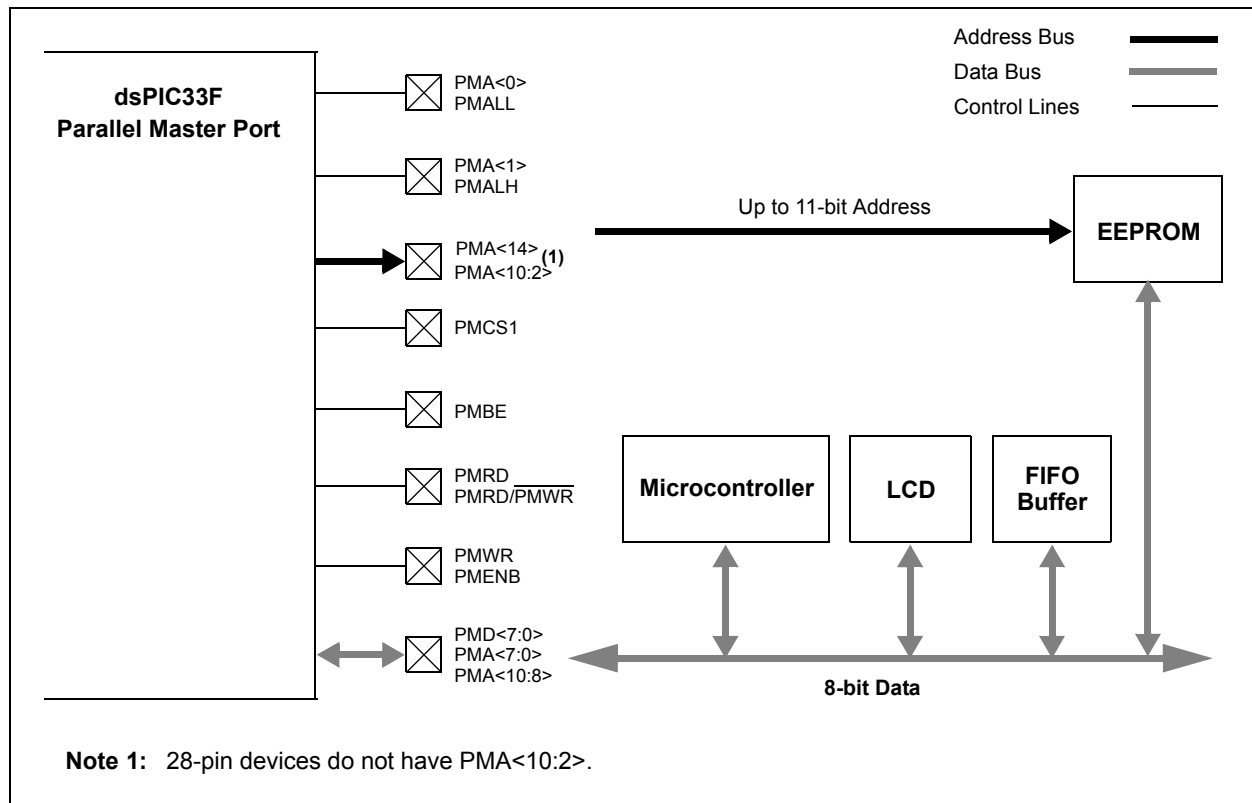 Address Bus
Data Bus
Control Lines
dsPIC33F
Parallel Master Port
PMA<0>
PMALL
PMA<1>
PMALH
PMA<14>
PMA<10:2>
(1)
PMCS1
PMBE
PMRD
PMRD/PMWR
PMWR
PMENB
PMD<7:0>
PMA<7:0>
PMA<10:8>
Up to 11-bit Address
EEPROM
Microcontroller
LCD
FIFO
Buffer
8-bit Data
Note 1: 28-pin devices do not have PMA<10:2>.